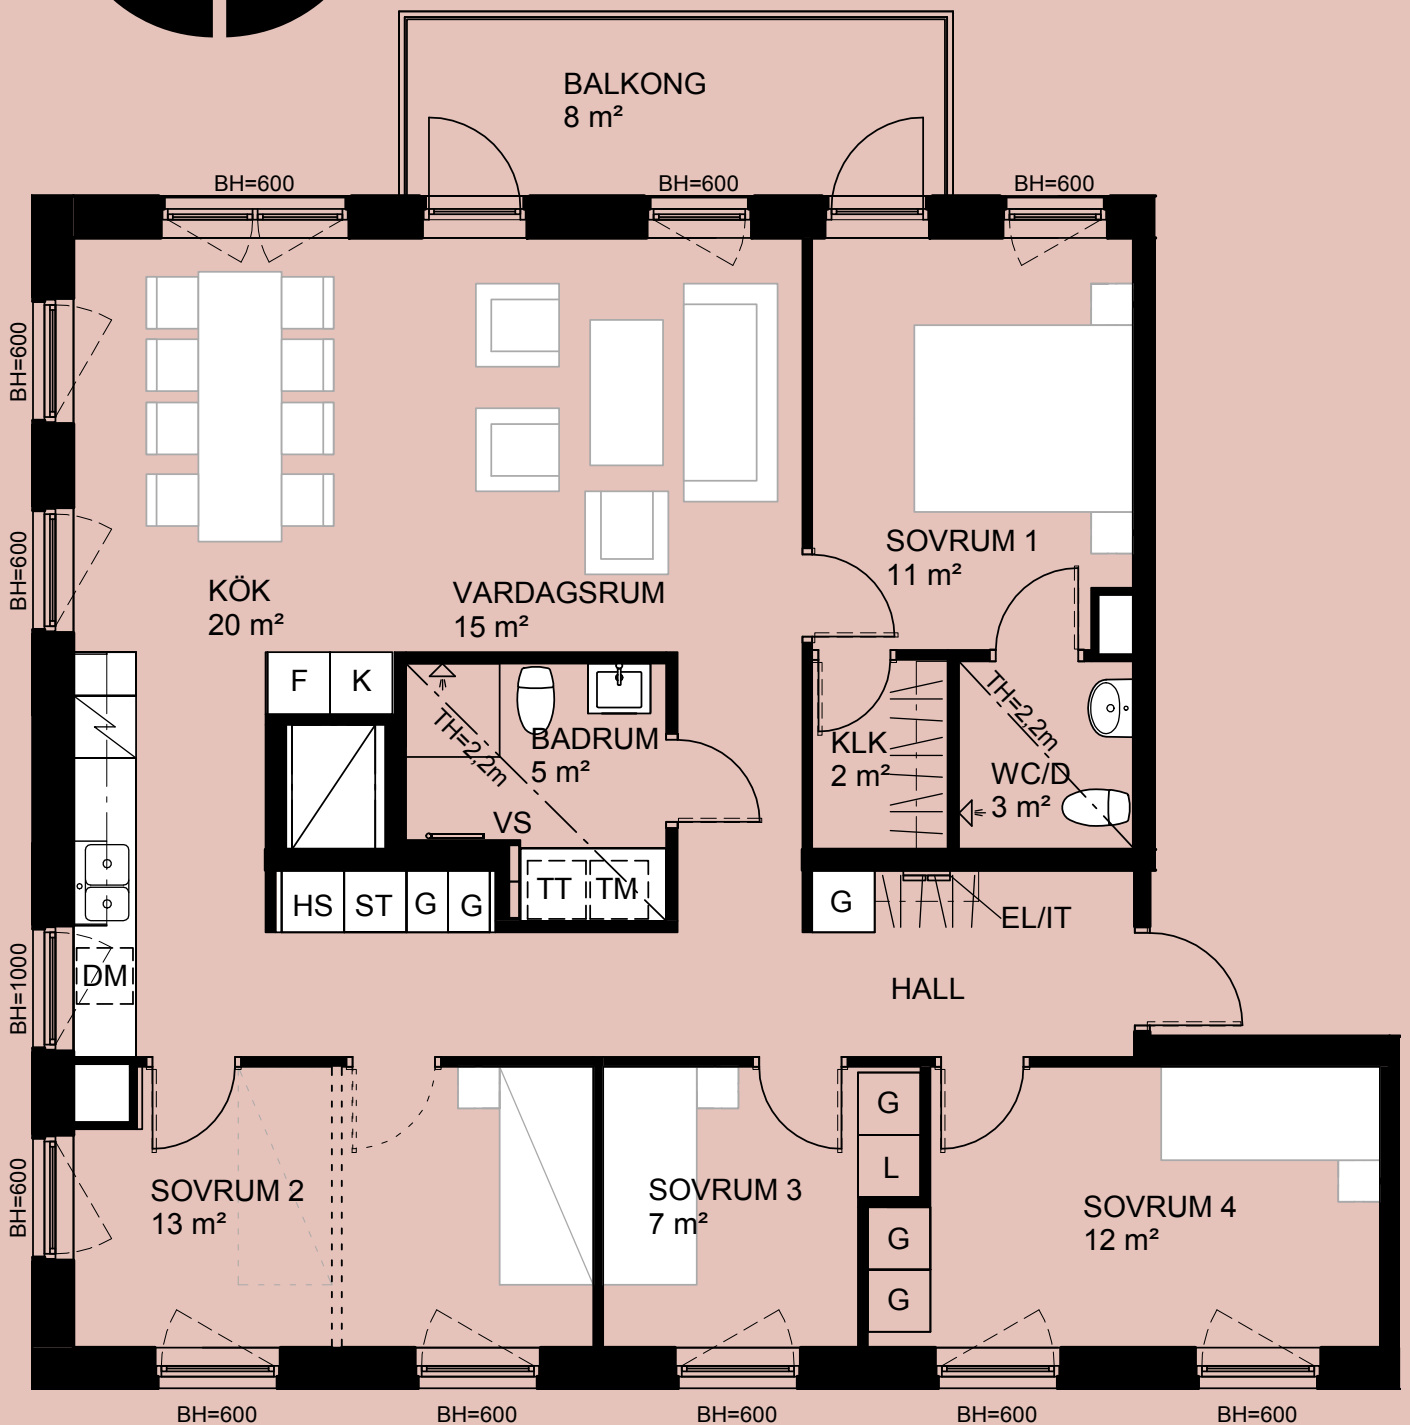 BALKONG
8 m²
BH=600
BH=600
BH=600
BH=600
BH=600
SOVRUM 1
11 m²
KÖK
20 m²
VARDAGSRUM
15 m²
F
K
TH=2,2m
BADRUM
5 m²
VS
TT
TM
KLK
2 m²
TH=2,2m
WC/D
3 m²
HS
ST
G
G
G
EL/IT
BH=1000
DM
HALL
BH=600
SOVRUM 2
13 m²
SOVRUM 3
7 m²
G
L
G
G
SOVRUM 4
12 m²
BH=600
BH=600
BH=600
BH=600
BH=600